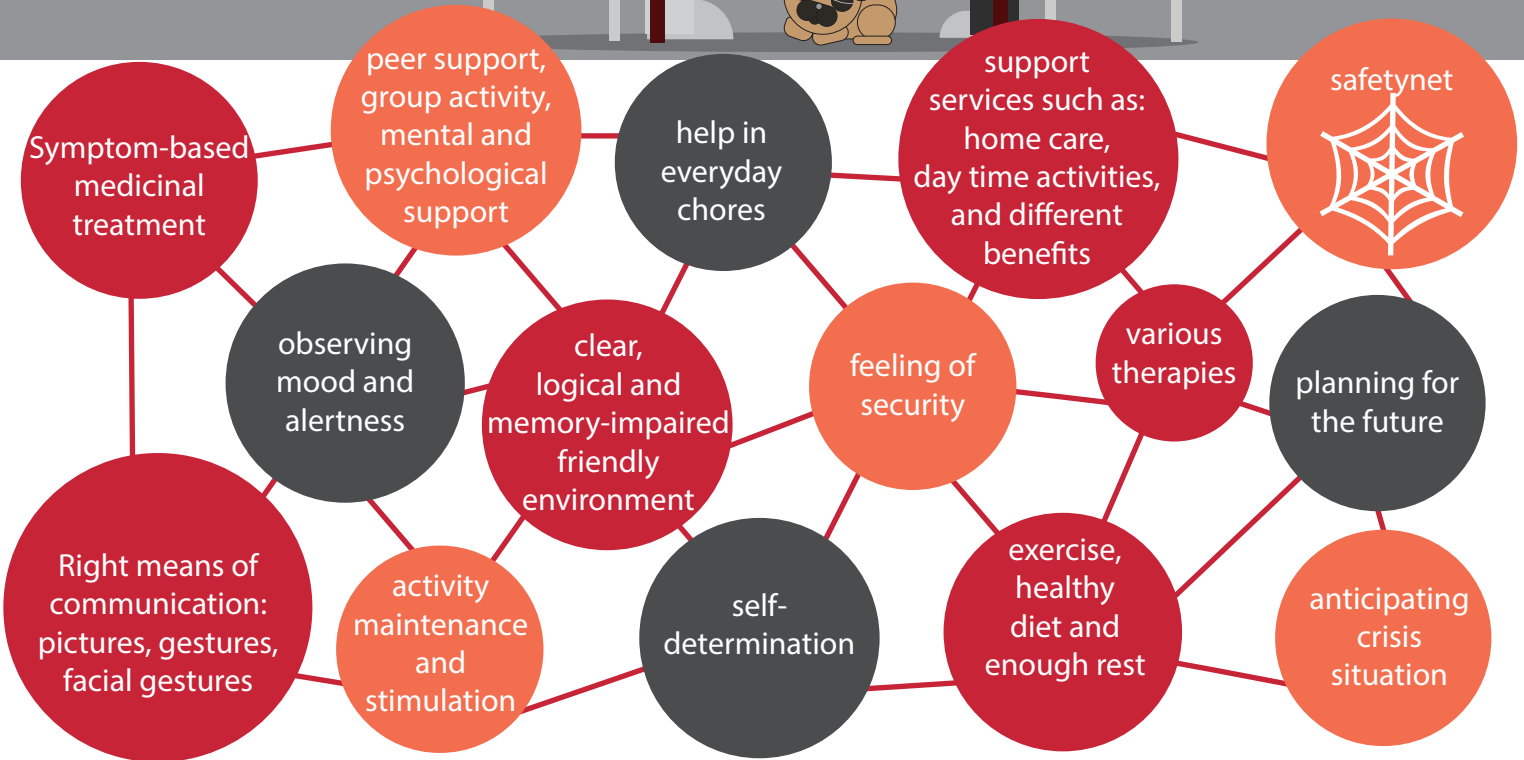 Symptom-based
medicinal
treatment
peer support,
group activity,
mental and
psychological
support
help in
everyday
chores
support
services such as:
home care,
day time activities,
and different
benefits
safetynet
observing
mood and
alertness
clear,
logical and
memory-impaired
friendly
environment
feeling of
security
various
therapies
planning for
the future
Right means of
communication:
pictures, gestures,
facial gestures
activity
maintenance
and
stimulation
self-
determination
exercise,
healthy
diet and
enough rest
anticipating
crisis
situation